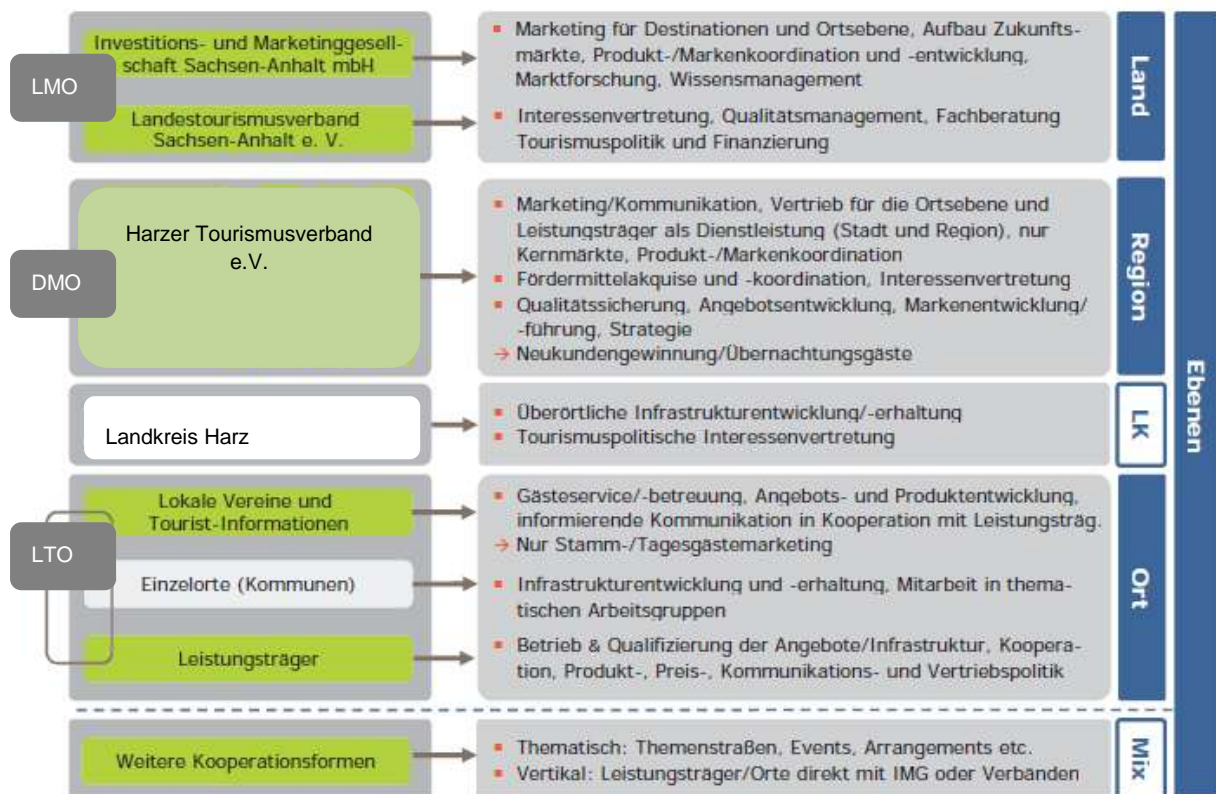 LMO
Investitions- und Marketinggesell-
schaft Sachsen-Anhalt mbH
▪ Marketing für Destinationen und Ortsebene, Aufbau Zukunfts-
märkte, Produkt-/Markenkoordination und -entwicklung,
Marktforschung, Wissensmanagement
Landestourismusverband
Sachsen-Anhalt e. V.
▪ Interessenvertretung, Qualitätsmanagement, Fachberatung
Tourismuspolitik und Finanzierung
Land
DMO
Harzer Tourismusverband
e.V.
▪ Marketing/Kommunikation, Vertrieb für die Ortsebene und
Leistungsträger als Dienstleistung (Stadt und Region), nur
Kernmärkte, Produkt-/Markenkoordination
▪ Fördermittelakquise und -koordination, Interessenvertretung
▪ Qualitätssicherung, Angebotsentwicklung, Markenentwicklung/
-führung, Strategie
→ Neukundengewinnung/Übernachtungsgäste
Region
Landkreis Harz
▪ Überörtliche Infrastrukturentwicklung/-erhaltung
▪ Tourismuspolitische Interessenvertretung
LK
LTO
Lokale Vereine und
Tourist-Informationen
▪ Gästeservice/-betreuung, Angebots- und Produktentwicklung,
informierende Kommunikation in Kooperation mit Leistungsträg.
→ Nur Stamm-/Tagesgästemarketing
Einzelorte (Kommunen)
▪ Infrastrukturentwicklung und -erhaltung, Mitarbeit in thema-
tischen Arbeitsgruppen
Leistungsträger
▪ Betrieb & Qualifizierung der Angebote/Infrastruktur, Koopera-
tion, Produkt-, Preis-, Kommunikations- und Vertriebspolitik
Ort
Weitere Kooperationsformen
▪ Thematisch: Themenstraßen, Events, Arrangements etc.
▪ Vertikal: Leistungsträger/Orte direkt mit IMG oder Verbänden
Mix
Ebenen